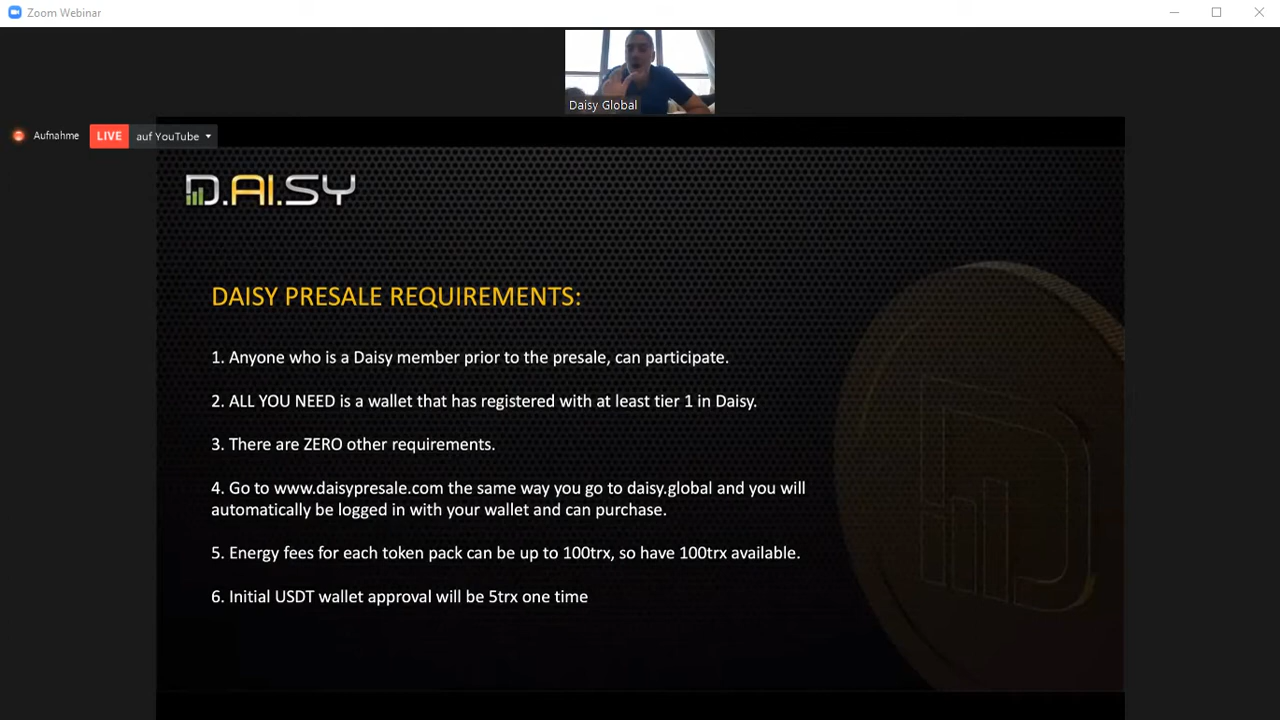 Zoom Webinar
Daisy Global
Aufnahme
LIVE
auf YouTube
D.AI.SY
DAISY PRESALE REQUIREMENTS:
1. Anyone who is a Daisy member prior to the presale, can participate.
2. ALL YOU NEED is a wallet that has registered with at least tier 1 in Daisy.
3. There are ZERO other requirements.
4. Go to www.daisypresale.com the same way you go to daisy.global and you will
automatically be logged in with your wallet and can purchase.
5. Energy fees for each token pack can be up to 100trx, so have 100trx available.
6. Initial USDT wallet approval will be 5trx one time